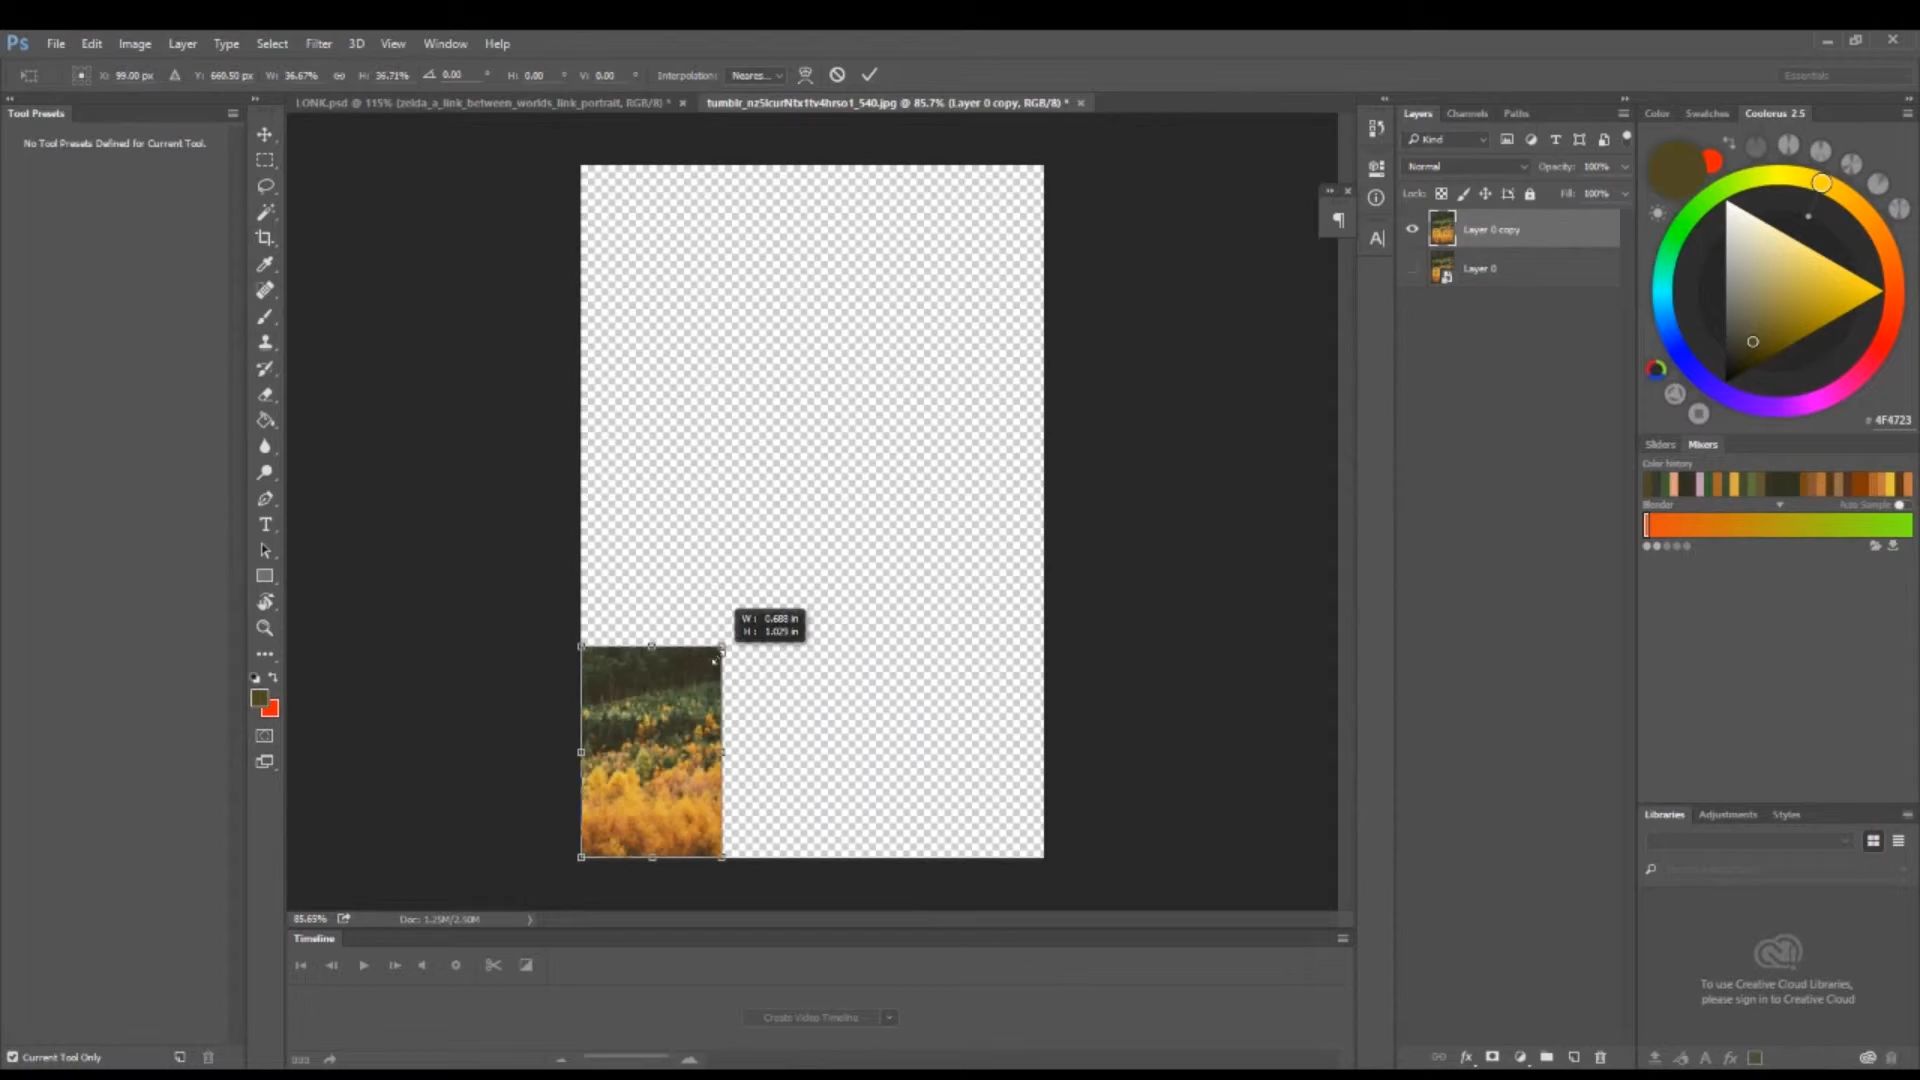 Ps File Edit Image Layer Type Select Filter 3D View Window Help
X: 99.00 px Y: 660.50 px W: 36.67% H: 36.71% 0.00 ° H: 0.00 ° V: 0.00 ° Interpolation: Neares... Essentials
LONK.psd @ 115% (zelda_a_link_between_worlds_link_portrait, RGB/8) * ×
tumblr_nz5icurNtx1tv4hrso1_540.jpg @ 85.7% (Layer 0 copy, RGB/8) * ×
Tool Presets
No Tool Presets Defined for Current Tool.
W: 0.688 in
H: 1.029 in
85.65% Doc: 1.25M/2.50M
Timeline
Create Video Timeline
Current Tool Only
Layers Channels Paths
Kind
Normal Opacity: 100%
Lock: Fill: 100%
Layer 0 copy
Layer 0
Color Swatches Coolorus 2.5
# 4F4723
Sliders Mixers
Color history
Blender Auto Sample
Libraries Adjustments Styles
To use Creative Cloud Libraries,
please sign in to Creative Cloud